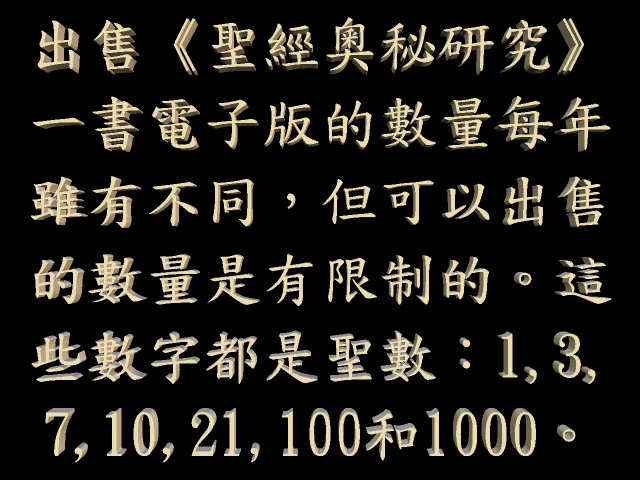 出售《聖經奧秘研究》
一書電子版的數量每年
雖有不同，但可以出售
的數量是有限制的。這
些數字都是聖數：1,3,
7,10,21,100和1000。